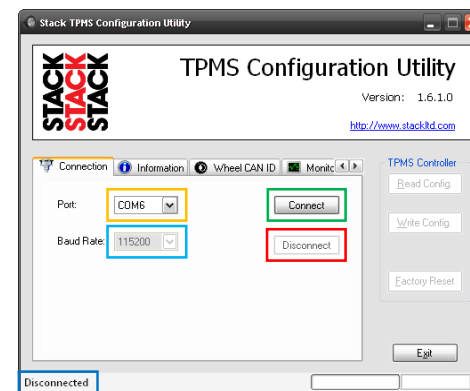 Stack TPMS Configuration Utility
STACK
STACK
STACK
TPMS Configuration Utility
Version: 1.6.1.0
http://www.stackltd.com
Connection
Information
Wheel CAN ID
Monitc
TPMS Controller
Read Config.
Port:
COM6
Connect
Write Config.
Baud Rate:
115200
Disconnect
Factory Reset
Exit
Disconnected